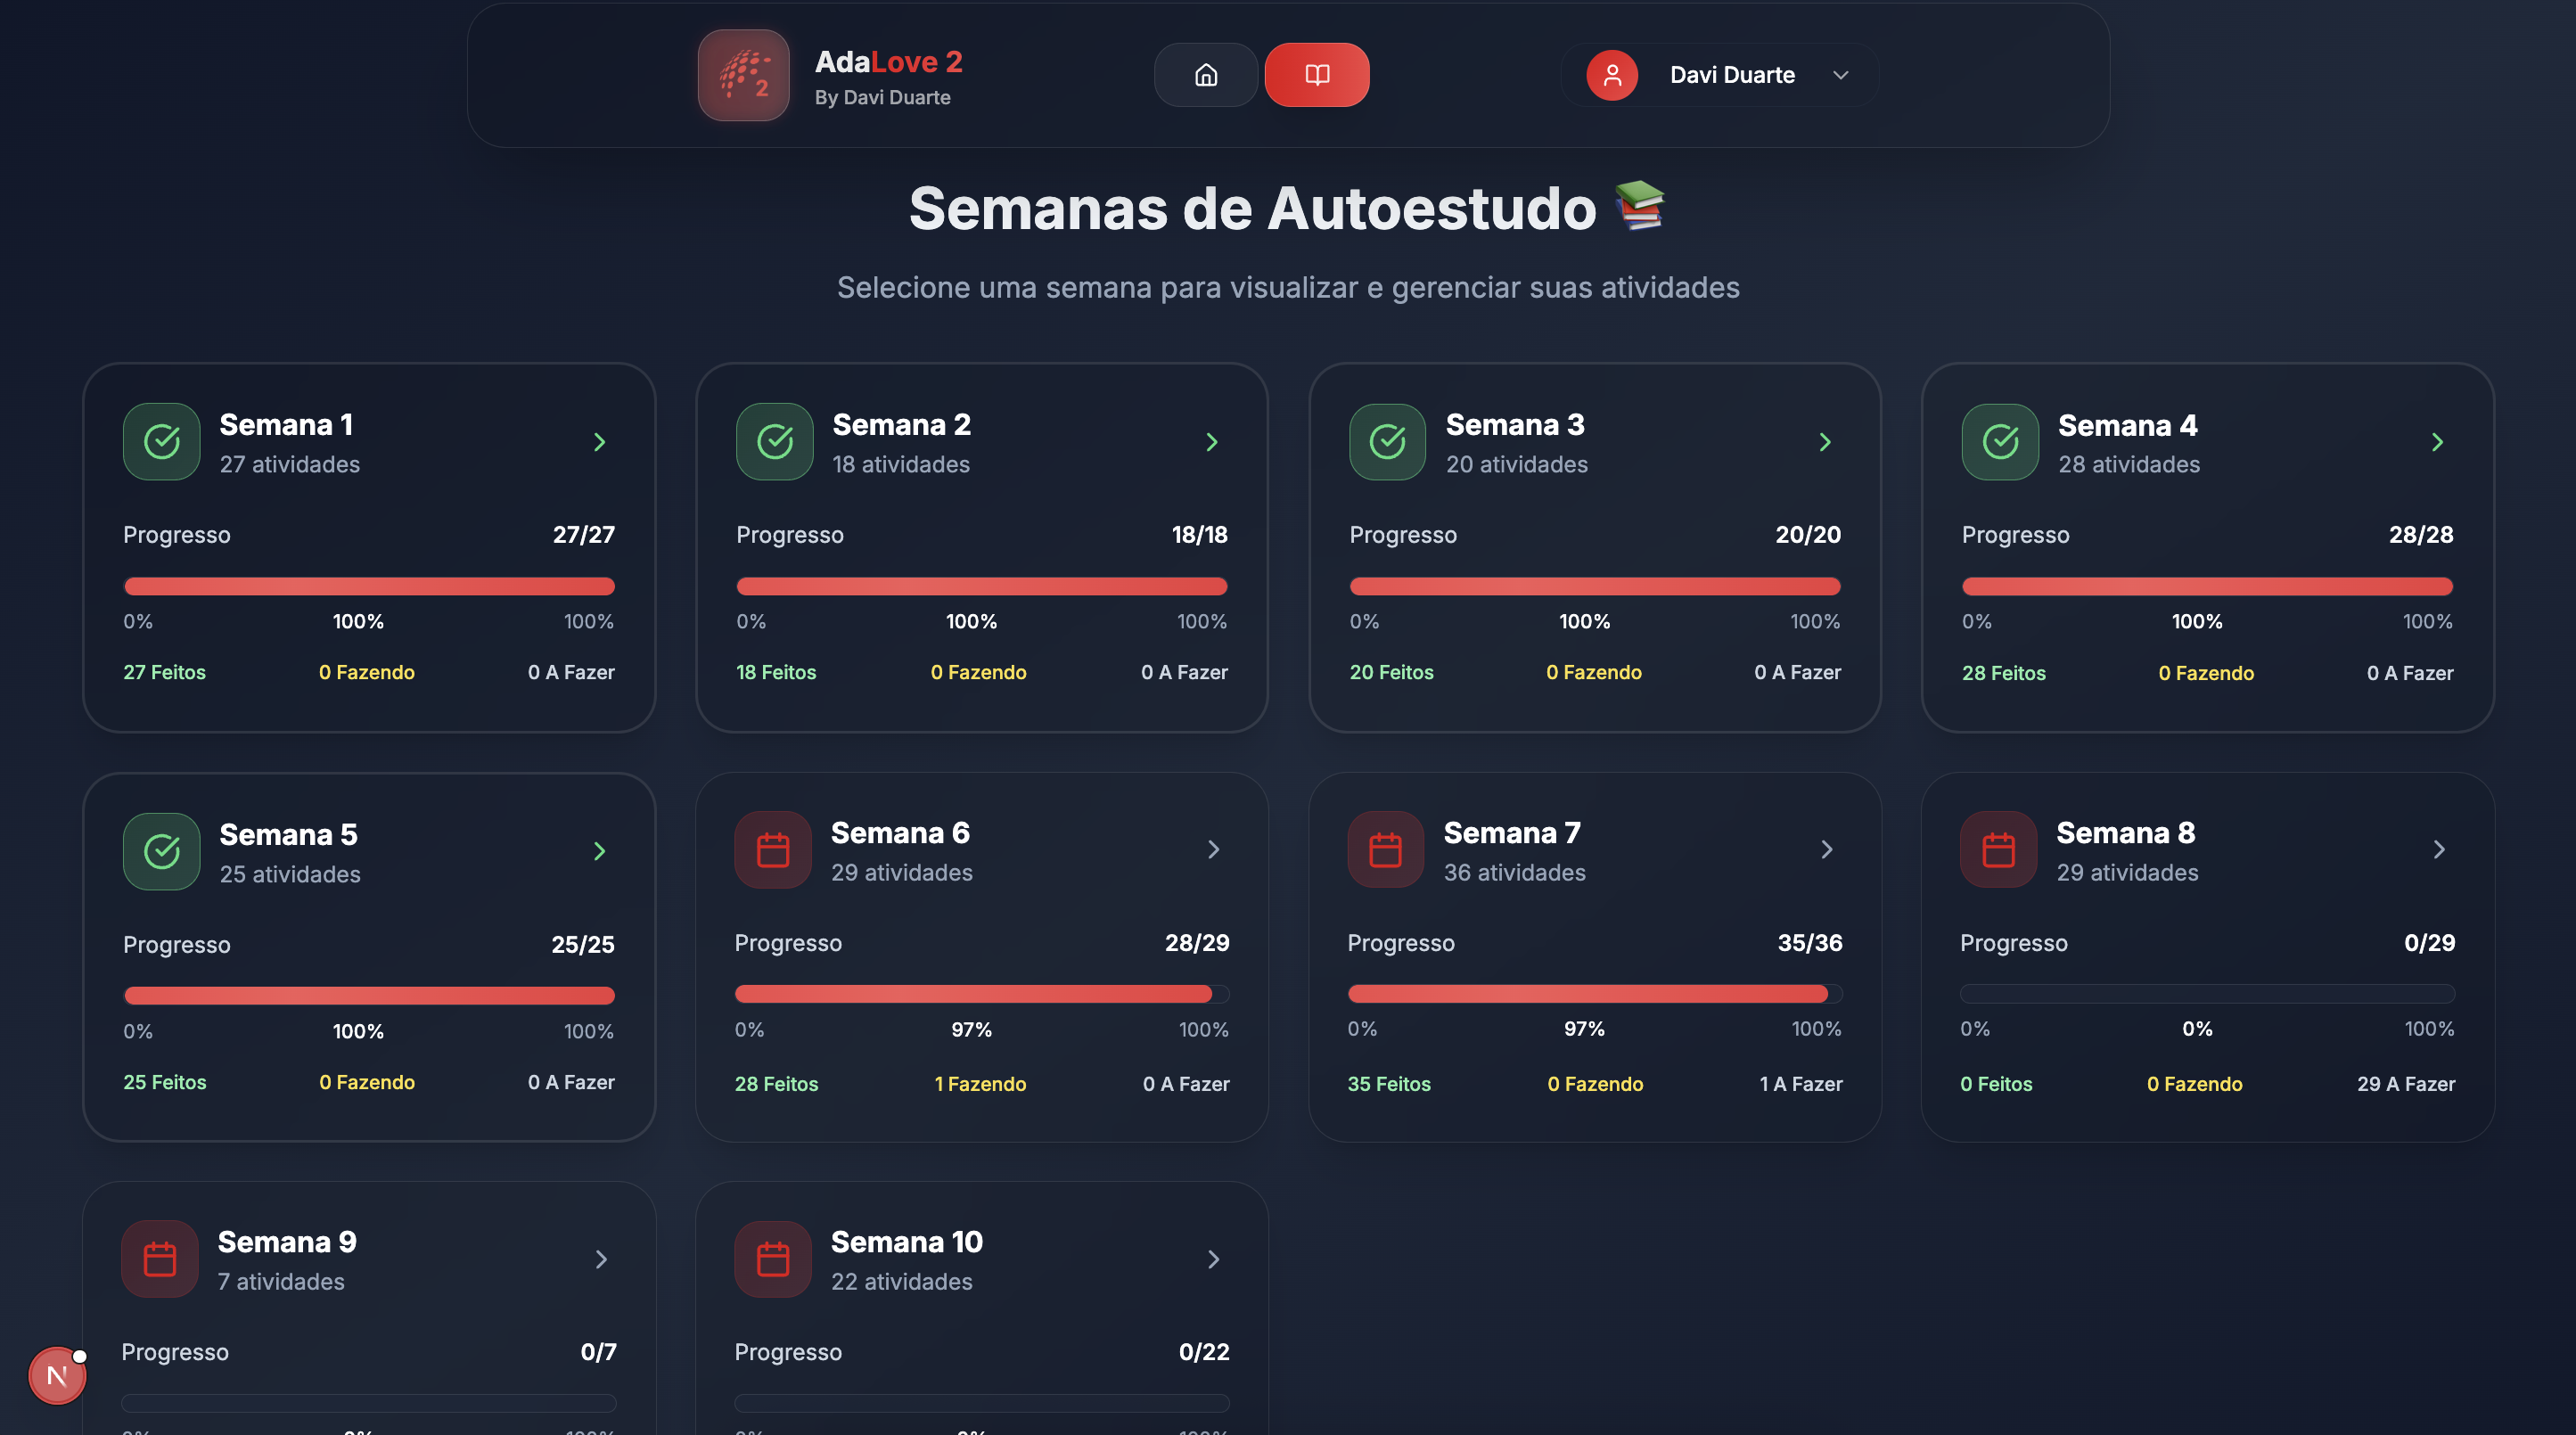 AdaLove 2
By Davi Duarte
2
Davi Duarte
Semanas de Autoestudo
Selecione uma semana para visualizar e gerenciar suas atividades
Semana 1
27 atividades
Progresso 27/27
0% 100% 100%
27 Feitos 0 Fazendo 0 A Fazer
Semana 2
18 atividades
Progresso 18/18
0% 100% 100%
18 Feitos 0 Fazendo 0 A Fazer
Semana 3
20 atividades
Progresso 20/20
0% 100% 100%
20 Feitos 0 Fazendo 0 A Fazer
Semana 4
28 atividades
Progresso 28/28
0% 100% 100%
28 Feitos 0 Fazendo 0 A Fazer
Semana 5
25 atividades
Progresso 25/25
0% 100% 100%
25 Feitos 0 Fazendo 0 A Fazer
Semana 6
29 atividades
Progresso 28/29
0% 97% 100%
28 Feitos 1 Fazendo 0 A Fazer
Semana 7
36 atividades
Progresso 35/36
0% 97% 100%
35 Feitos 0 Fazendo 1 A Fazer
Semana 8
29 atividades
Progresso 0/29
0% 0% 100%
0 Feitos 0 Fazendo 29 A Fazer
Semana 9
7 atividades
Progresso 0/7
Semana 10
22 atividades
Progresso 0/22
N